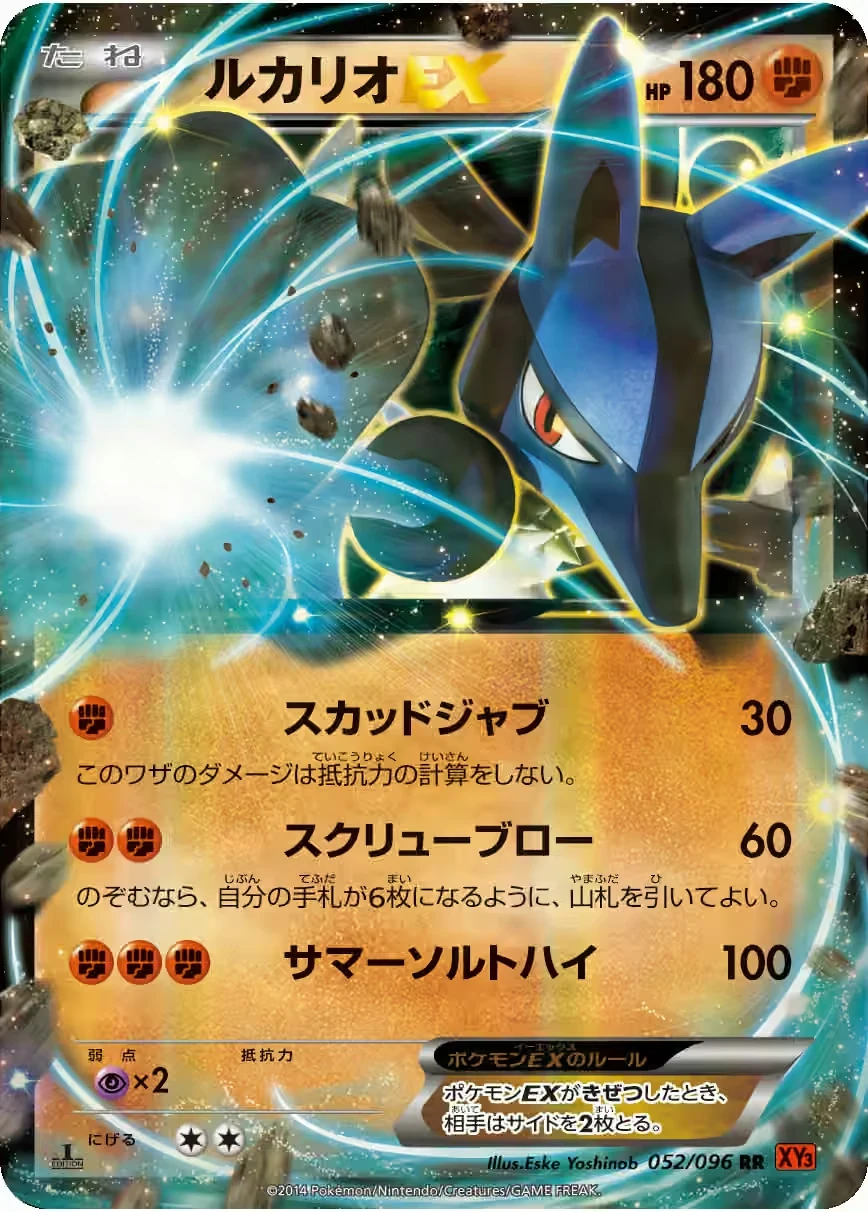 たね ルカリオEX HP 180
スカッドジャブ 30
このワザのダメージは抵抗力の計算をしない。
スクリューブロー 60
のぞむなら、自分の手札が6枚になるように、山札を引いてよい。
サマーソルトハイ 100
弱点 抵抗力
×2
ポケモンEXのルール
ポケモンEXがきぜつしたとき、
相手はサイドを2枚とる。
にげる
1 EDITION
Illus.Eske Yoshinob 052/096 RR XY3
©2014 Pokémon/Nintendo/Creatures/GAME FREAK.